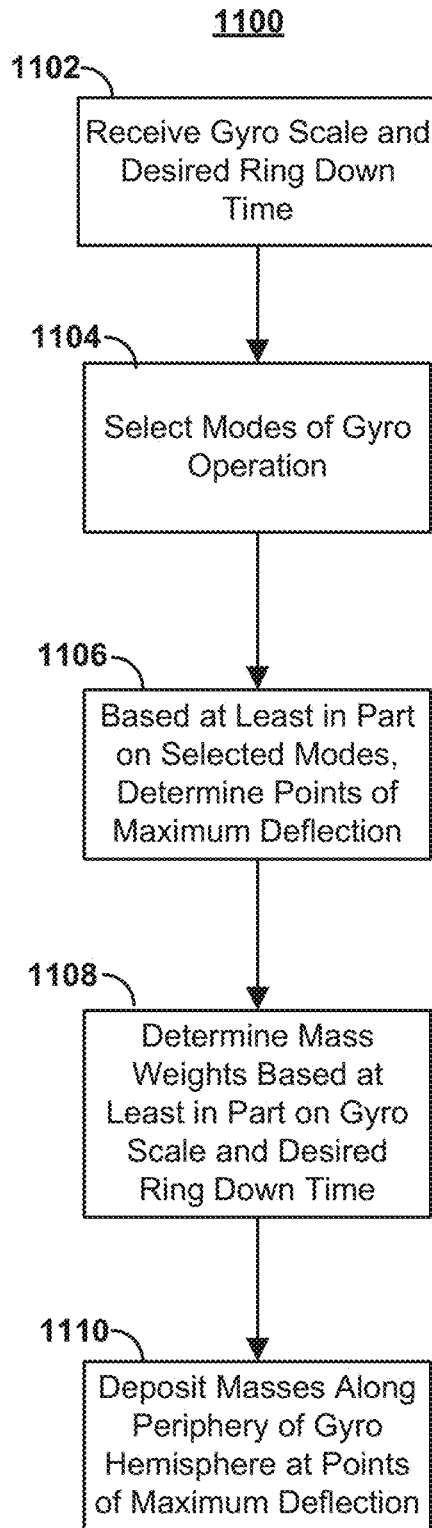 1100
1102
Receive Gyro Scale and
Desired Ring Down
Time
1104
Select Modes of Gyro
Operation
1106
Based at Least in Part
on Selected Modes,
Determine Points of
Maximum Deflection
1108
Determine Mass
Weights Based at
Least in Part on Gyro
Scale and Desired
Ring Down Time
1110
Deposit Masses Along
Periphery of Gyro
Hemisphere at Points
of Maximum Deflection